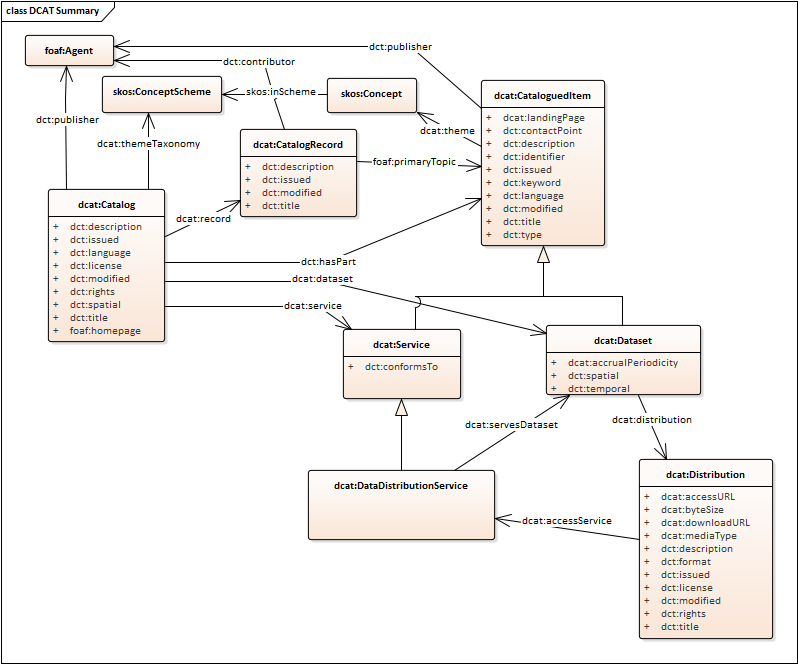 class DCAT Summary
foaf:Agent
dct:publisher
dct:contributor
skos:ConceptScheme
skos:inScheme
skos:Concept
dcat:CataloguedItem
+ dcat:landingPage
+ dcat:contactPoint
+ dct:description
+ dct:identifier
+ dct:issued
+ dct:keyword
+ dct:language
+ dct:modified
+ dct:title
+ dct:type
dcat:theme
dct:publisher
dcat:themeTaxonomy
dcat:CatalogRecord
+ dct:description
+ dct:issued
+ dct:modified
+ dct:title
foaf:primaryTopic
dcat:Catalog
+ dct:description
+ dct:issued
+ dct:language
+ dct:license
+ dct:modified
+ dct:rights
+ dct:spatial
+ dct:title
+ foaf:homepage
dcat:record
dct:hasPart
dcat:dataset
dcat:service
dcat:Service
+ dct:conformsTo
dcat:Dataset
+ dcat:accrualPeriodicity
+ dct:spatial
+ dct:temporal
dcat:servesDataset
dcat:distribution
dcat:DataDistributionService
dcat:accessService
dcat:Distribution
+ dcat:accessURL
+ dcat:byteSize
+ dcat:downloadURL
+ dcat:mediaType
+ dct:description
+ dct:format
+ dct:issued
+ dct:license
+ dct:modified
+ dct:rights
+ dct:title